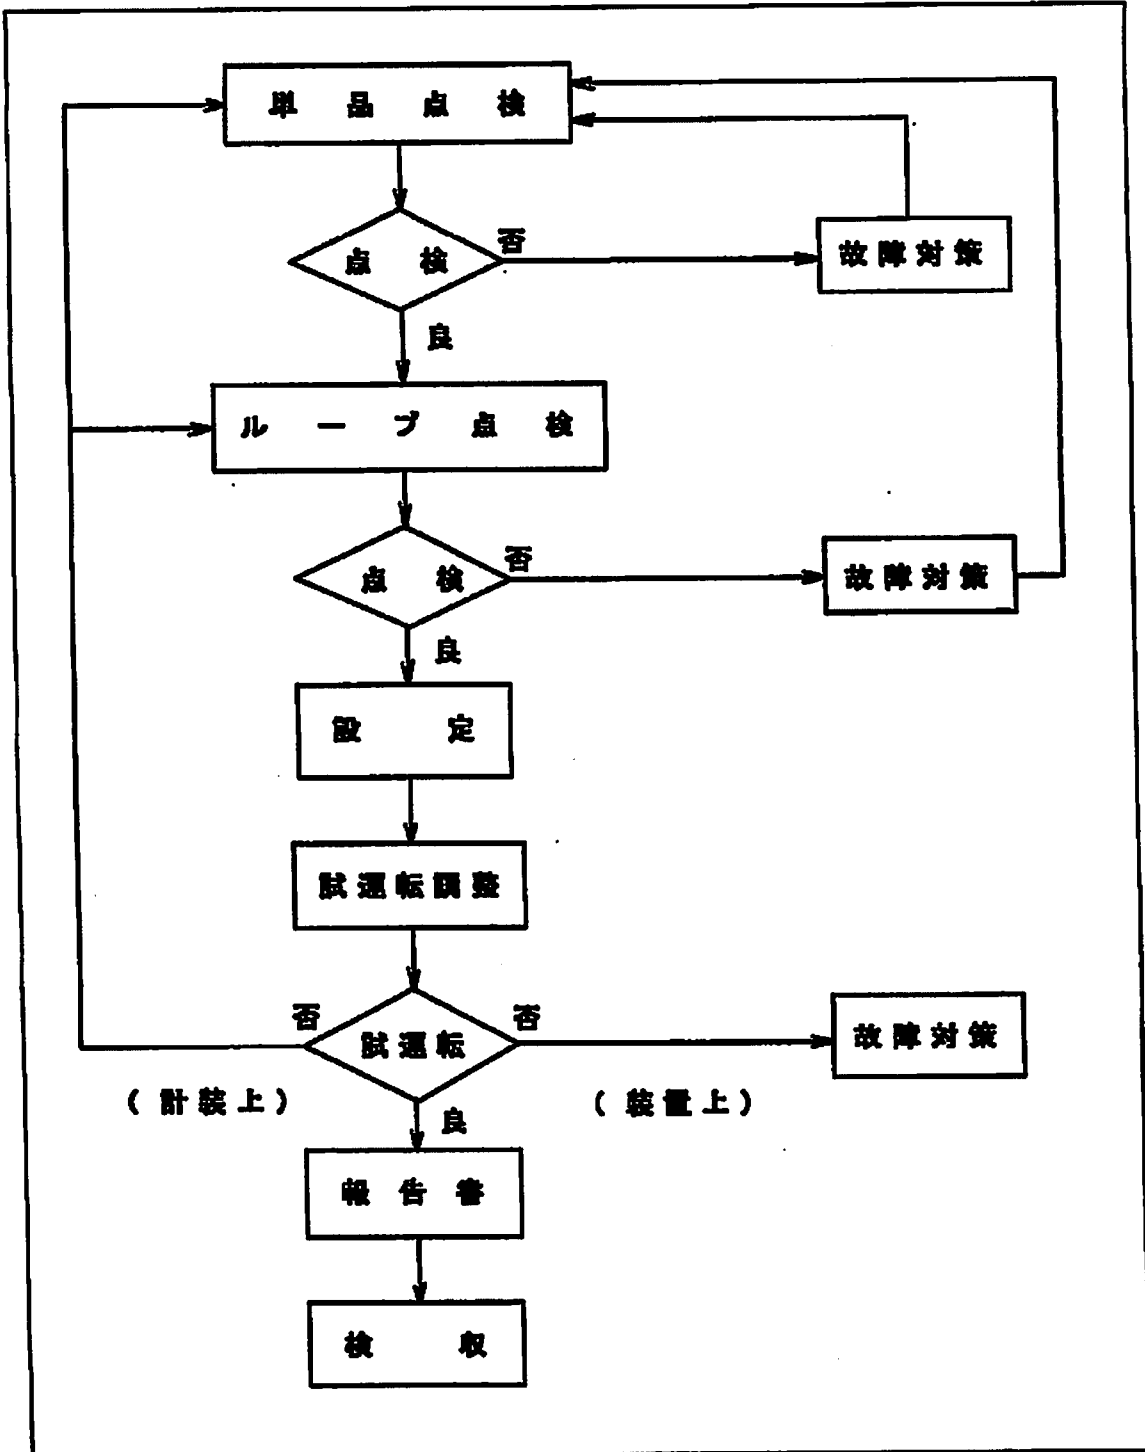 単品点検
点検
否
故障対策
良
ループ点検
点検
否
故障対策
良
設定
試運転調整
否
試運転
否
故障対策
(計装上)
(装置上)
良
報告書
検収